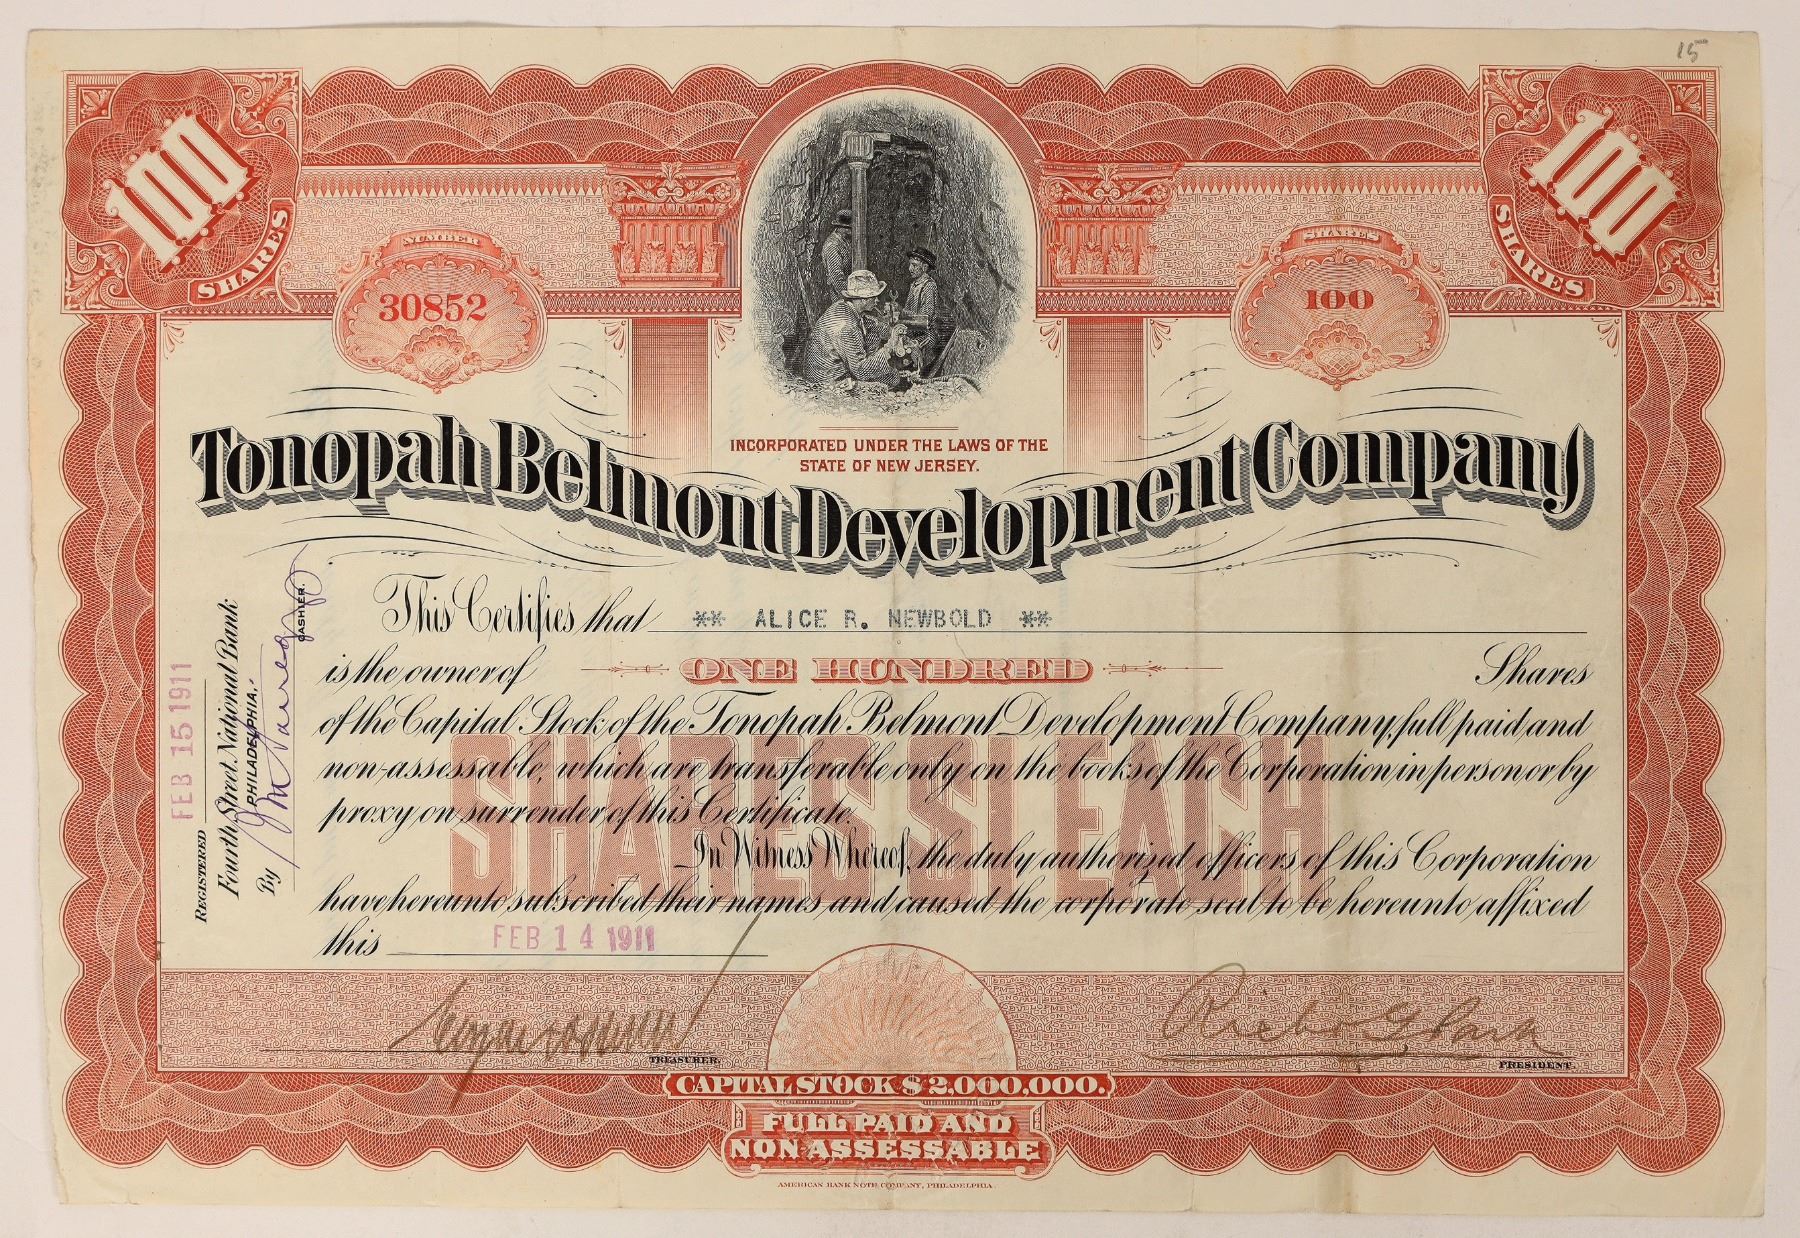 15
100
SHARES
100
SHARES
NUMBER
30852
SHARES
100
INCORPORATED UNDER THE LAWS OF THE
STATE OF NEW JERSEY.
Tonopah Belmont Development Company
This Certifies that ** ALICE R. NEWBOLD **
is the owner of ONE HUNDRED Shares
of the Capital Stock of the Tonopah Belmont Development Company, full paid and
non-assessable, which are transferable only on the books of the Corporation in person or by
proxy on surrender of this Certificate.
In Witness Whereof, the duly authorized officers of this Corporation
have hereunto subscribed their names and caused the corporate seal to be hereunto affixed
this FEB 14 1911
SHARES $1 EACH
FEB 15 1911
REGISTERED
Fourth Street National Bank
PHILADELPHIA,
By
CASHIER.
TREASURER.
PRESIDENT.
CAPITAL STOCK $2,000,000.
FULL PAID AND
NON-ASSESSABLE
AMERICAN BANK NOTE COMPANY, PHILADELPHIA.